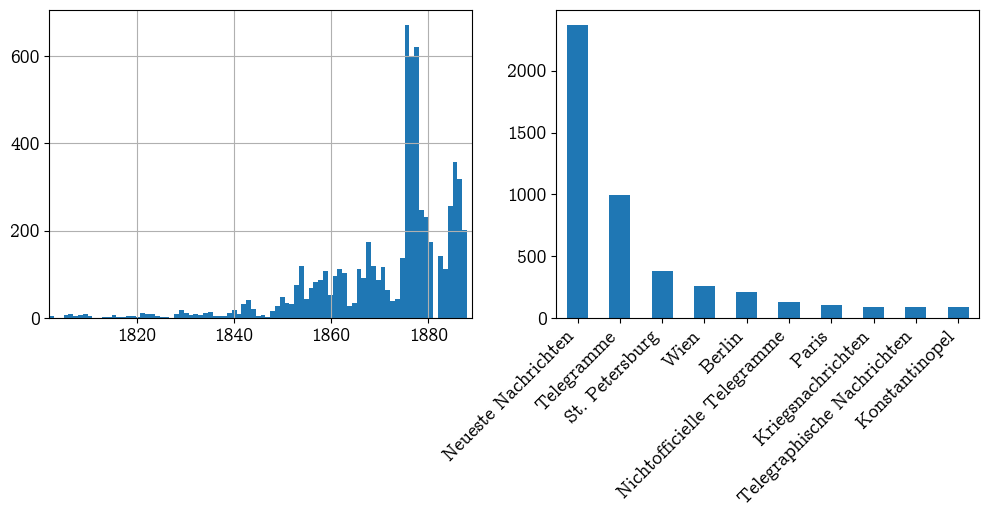 600
400
200
0
1820 1840 1860 1880
2000
1500
1000
500
0
Neueste Nachrichten
Telegramme
St. Petersburg
Wien
Berlin
Nichtofficielle Telegramme
Paris
Kriegsnachrichten
Telegraphische Nachrichten
Konstantinopel